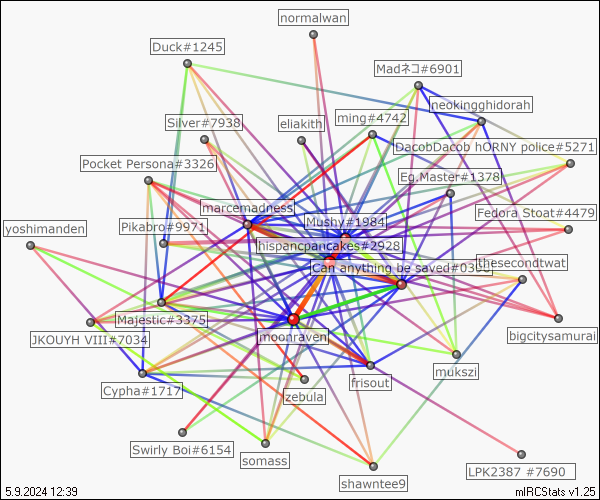 normalwan
Duck#1245
Madネコ#6901
neokingghidorah
Silver#7938
eliakith
ming#4742
DacobDacob hORNY police#5271
Pocket Persona#3326
Eg.Master#1378
marcemadness
Mushy#1984
Fedora Stoat#4479
yoshimanden
Pikabro#9971
hispancpancakes#2928
Can anything be saved#0
thesecondtwat
JKOUYH VIII#7034
Majestic#3375
moonraven
bigcitysamurai
Cypha#1717
zebula
frisout
mukszi
Swirly Boi#6154
somass
shawntee9
LPK2387 #7690
5.9.2024 12:39
mIRCStats v1.25